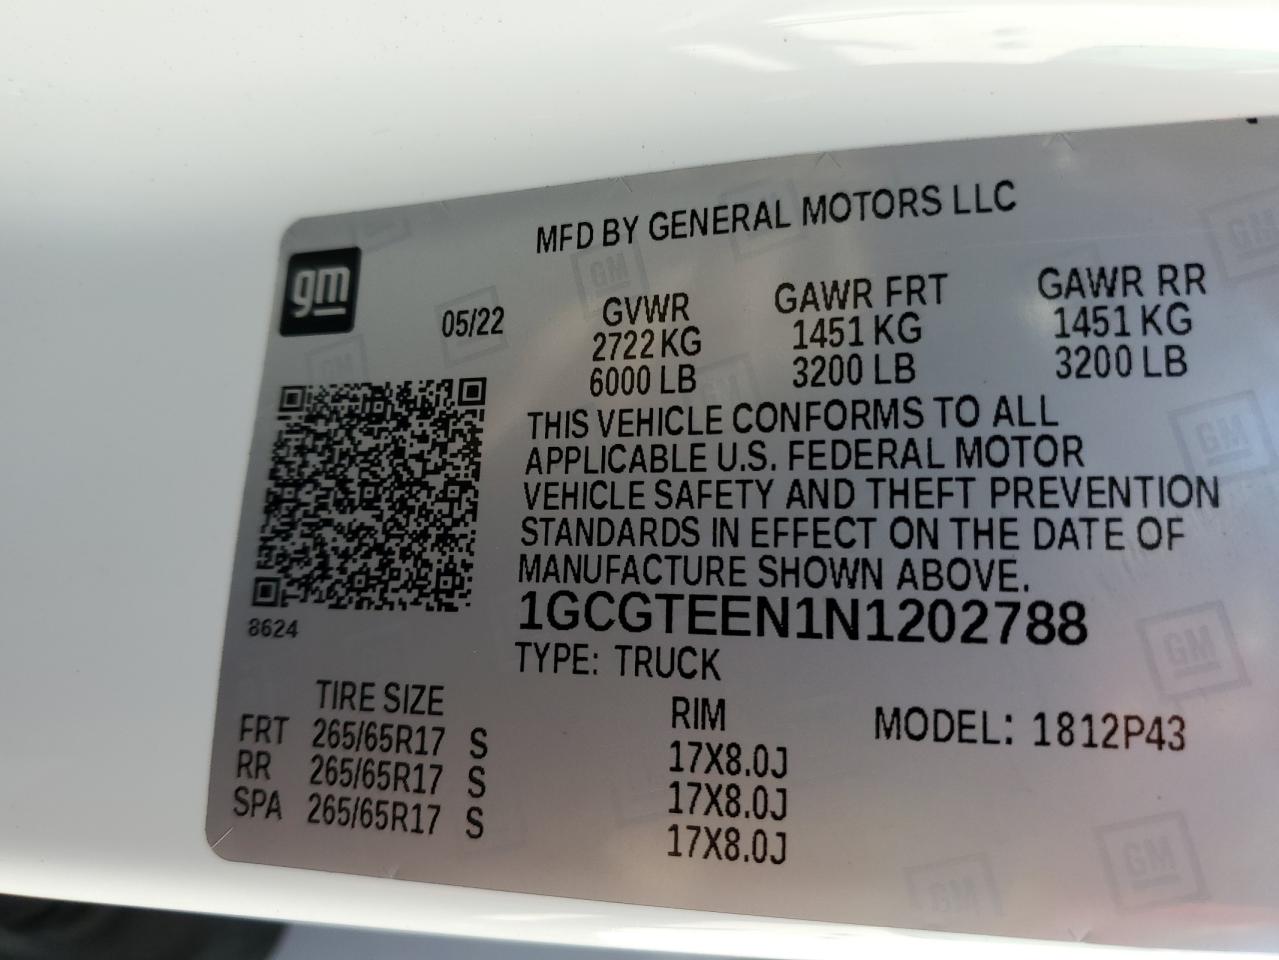 MFD BY GENERAL MOTORS LLC
gm
05/22
GVWR GAWR FRT GAWR RR
2722 KG 1451 KG 1451 KG
6000 LB 3200 LB 3200 LB
THIS VEHICLE CONFORMS TO ALL
APPLICABLE U.S. FEDERAL MOTOR
VEHICLE SAFETY AND THEFT PREVENTION
STANDARDS IN EFFECT ON THE DATE OF
MANUFACTURE SHOWN ABOVE.
8624
1GCGTEEN1N1202788
TYPE: TRUCK
TIRE SIZE RIM MODEL: 1812P43
FRT 265/65R17 S 17X8.0J
RR 265/65R17 S 17X8.0J
SPA 265/65R17 S 17X8.0J